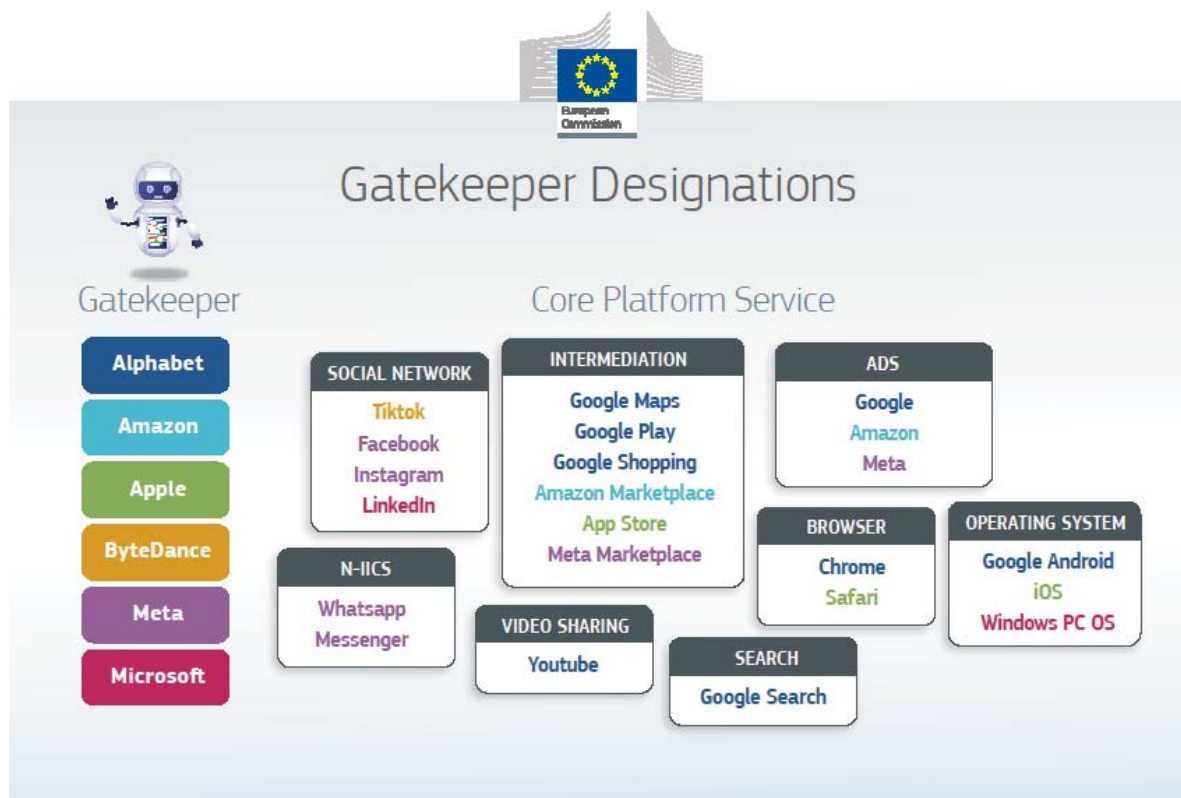 European
Commission
Gatekeeper Designations
Gatekeeper
Alphabet
Amazon
Apple
ByteDance
Meta
Microsoft
Core Platform Service
SOCIAL NETWORK
Tiktok
Facebook
Instagram
LinkedIn
INTERMEDIATION
Google Maps
Google Play
Google Shopping
Amazon Marketplace
App Store
Meta Marketplace
ADS
Google
Amazon
Meta
N-IICS
Whatsapp
Messenger
VIDEO SHARING
Youtube
BROWSER
Chrome
Safari
OPERATING SYSTEM
Google Android
iOS
Windows PC OS
SEARCH
Google Search